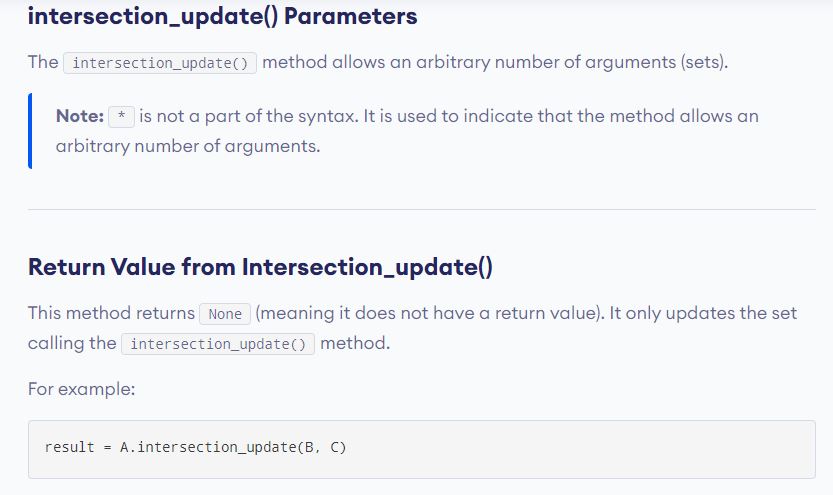 intersection_update() Parameters
The intersection_update() method allows an arbitrary number of arguments (sets).
Note: * is not a part of the syntax. It is used to indicate that the method allows an
arbitrary number of arguments.
Return Value from Intersection_update()
This method returns None (meaning it does not have a return value). It only updates the set
calling the intersection_update() method.
For example:
result = A.intersection_update(B, C)